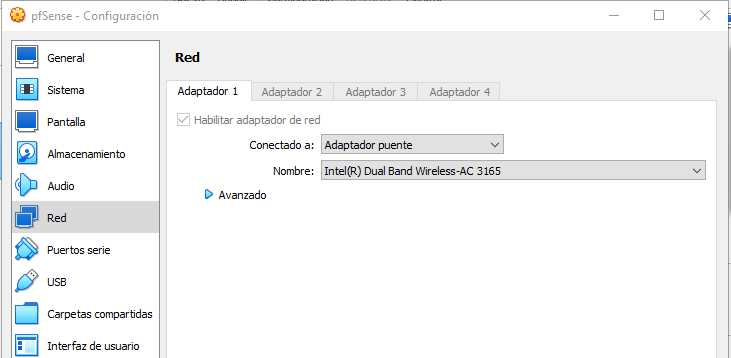 pfSense - Configuración
General
Sistema
Pantalla
Almacenamiento
Audio
Red
Puertos serie
USB
Carpetas compartidas
Interfaz de usuario
Red
Adaptador 1 Adaptador 2 Adaptador 3 Adaptador 4
Habilitar adaptador de red
Conectado a: Adaptador puente
Nombre: Intel(R) Dual Band Wireless-AC 3165
Avanzado